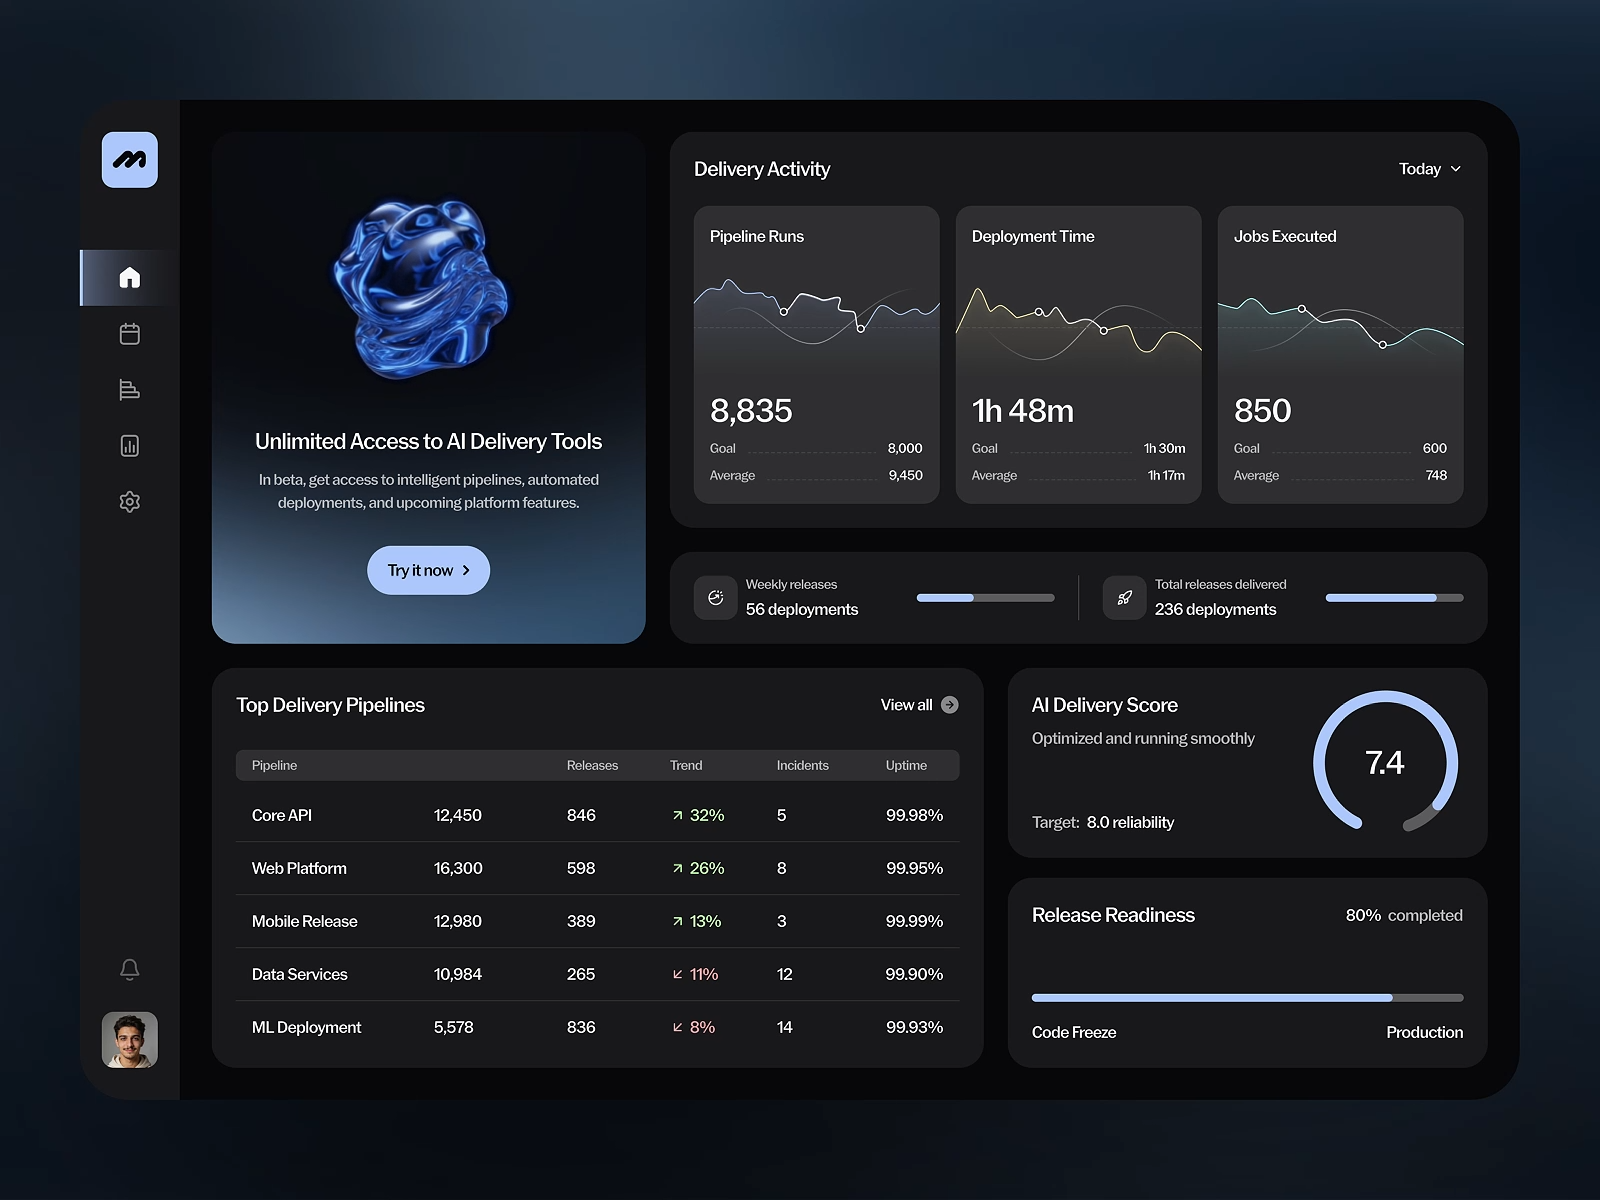 Unlimited Access to AI Delivery Tools
In beta, get access to intelligent pipelines, automated
deployments, and upcoming platform features.
Try it now
Delivery Activity
Today
Pipeline Runs
8,835
Goal 8,000
Average 9,450
Deployment Time
1h 48m
Goal 1h 30m
Average 1h 17m
Jobs Executed
850
Goal 600
Average 748
Weekly releases
56 deployments
Total releases delivered
236 deployments
Top Delivery Pipelines
View all
Pipeline Releases Trend Incidents Uptime
Core API 12,450 846 32% 5 99.98%
Web Platform 16,300 598 26% 8 99.95%
Mobile Release 12,980 389 13% 3 99.99%
Data Services 10,984 265 11% 12 99.90%
ML Deployment 5,578 836 8% 14 99.93%
AI Delivery Score
Optimized and running smoothly
7.4
Target: 8.0 reliability
Release Readiness
80% completed
Code Freeze
Production